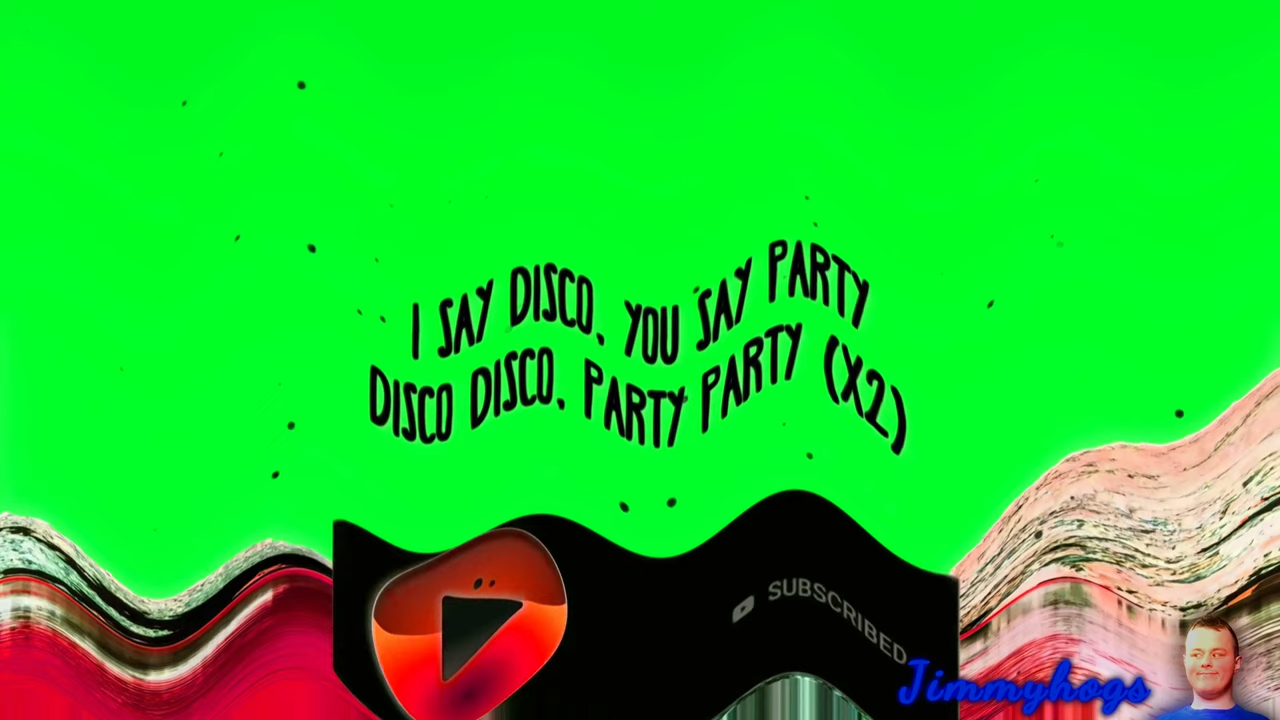 I SAY DISCO, YOU SAY PARTY
DISCO DISCO, PARTY PARTY (X2)
SUBSCRIBED
Jimmyhogs